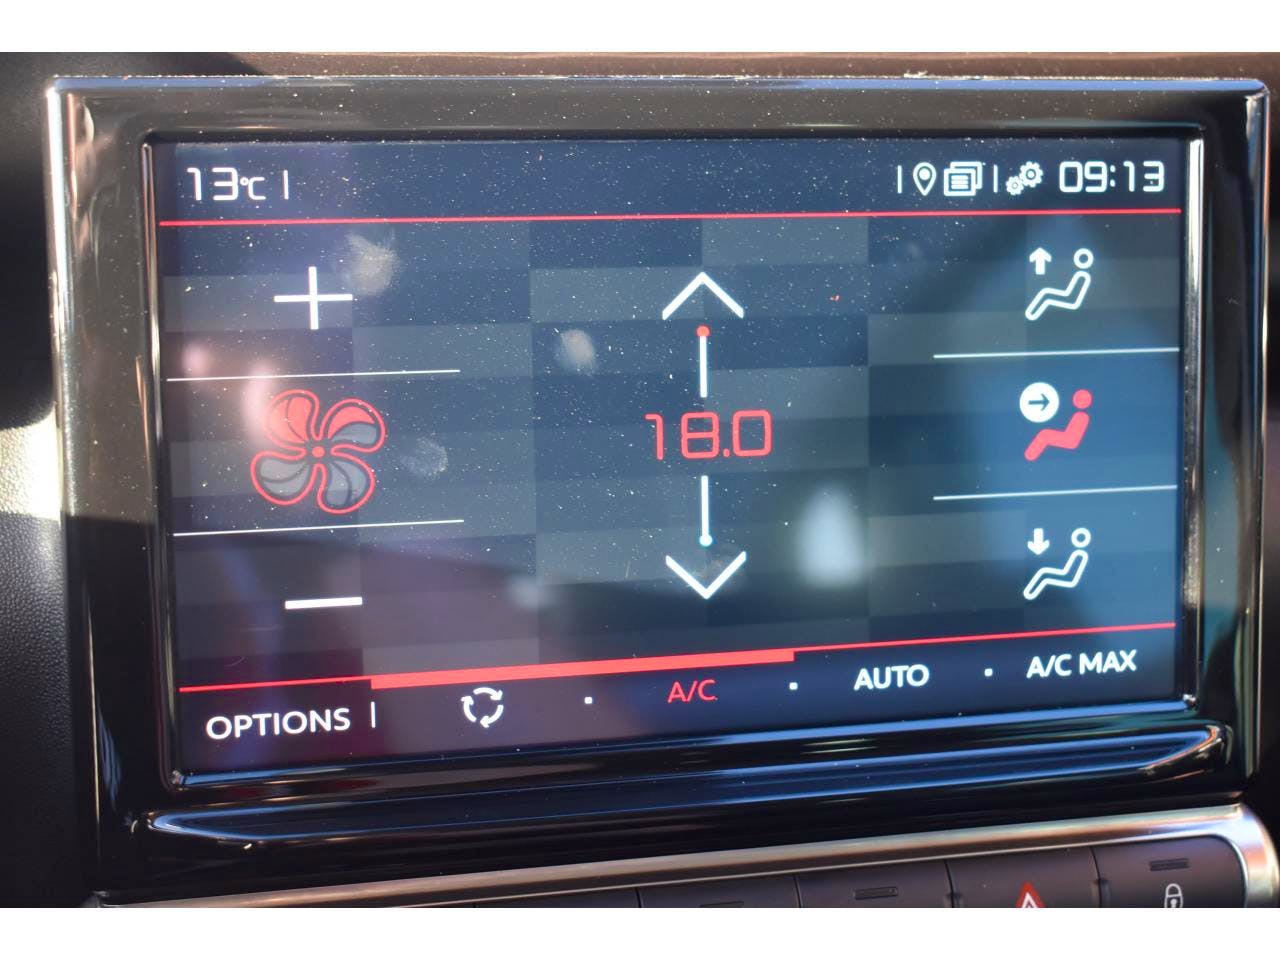 13°C
09:13
18.0
OPTIONS
A/C
AUTO
A/C MAX